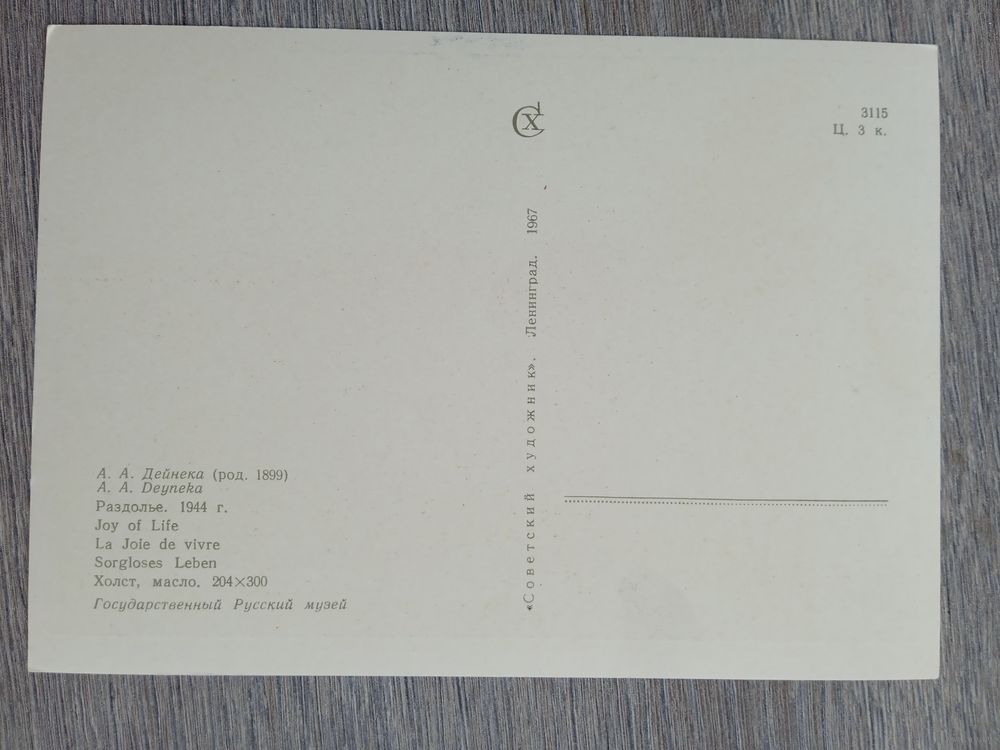 СХ
3115
Ц. 3 к.
«Советский художник». Ленинград. 1967
А. А. Дейнека (род. 1899)
A. A. Deyneka
Раздолье. 1944 г.
Joy of Life
La Joie de vivre
Sorgloses Leben
Холст, масло. 204×300
Государственный Русский музей